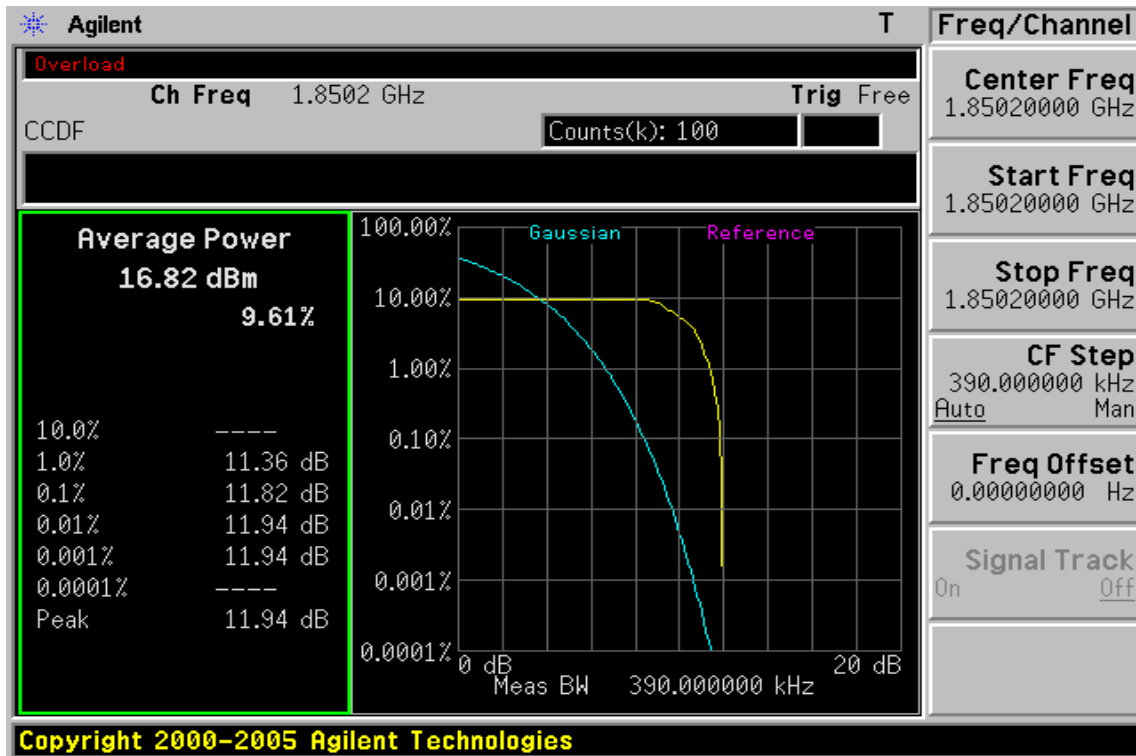 Agilent T Freq/Channel
Overload
Ch Freq 1.8502 GHz Trig Free
CCDF Counts(k): 100
Average Power
16.82 dBm
9.61%
10.0% ----
1.0% 11.36 dB
0.1% 11.82 dB
0.01% 11.94 dB
0.001% 11.94 dB
0.0001% ----
Peak 11.94 dB
Gaussian Reference
100.00%
10.00%
1.00%
0.10%
0.01%
0.001%
0.0001%
0 dB 20 dB
Meas BW 390.000000 kHz
Center Freq
1.85020000 GHz
Start Freq
1.85020000 GHz
Stop Freq
1.85020000 GHz
CF Step
390.000000 kHz
Auto Man
Freq Offset
0.00000000 Hz
Signal Track
On Off
Copyright 2000-2005 Agilent Technologies